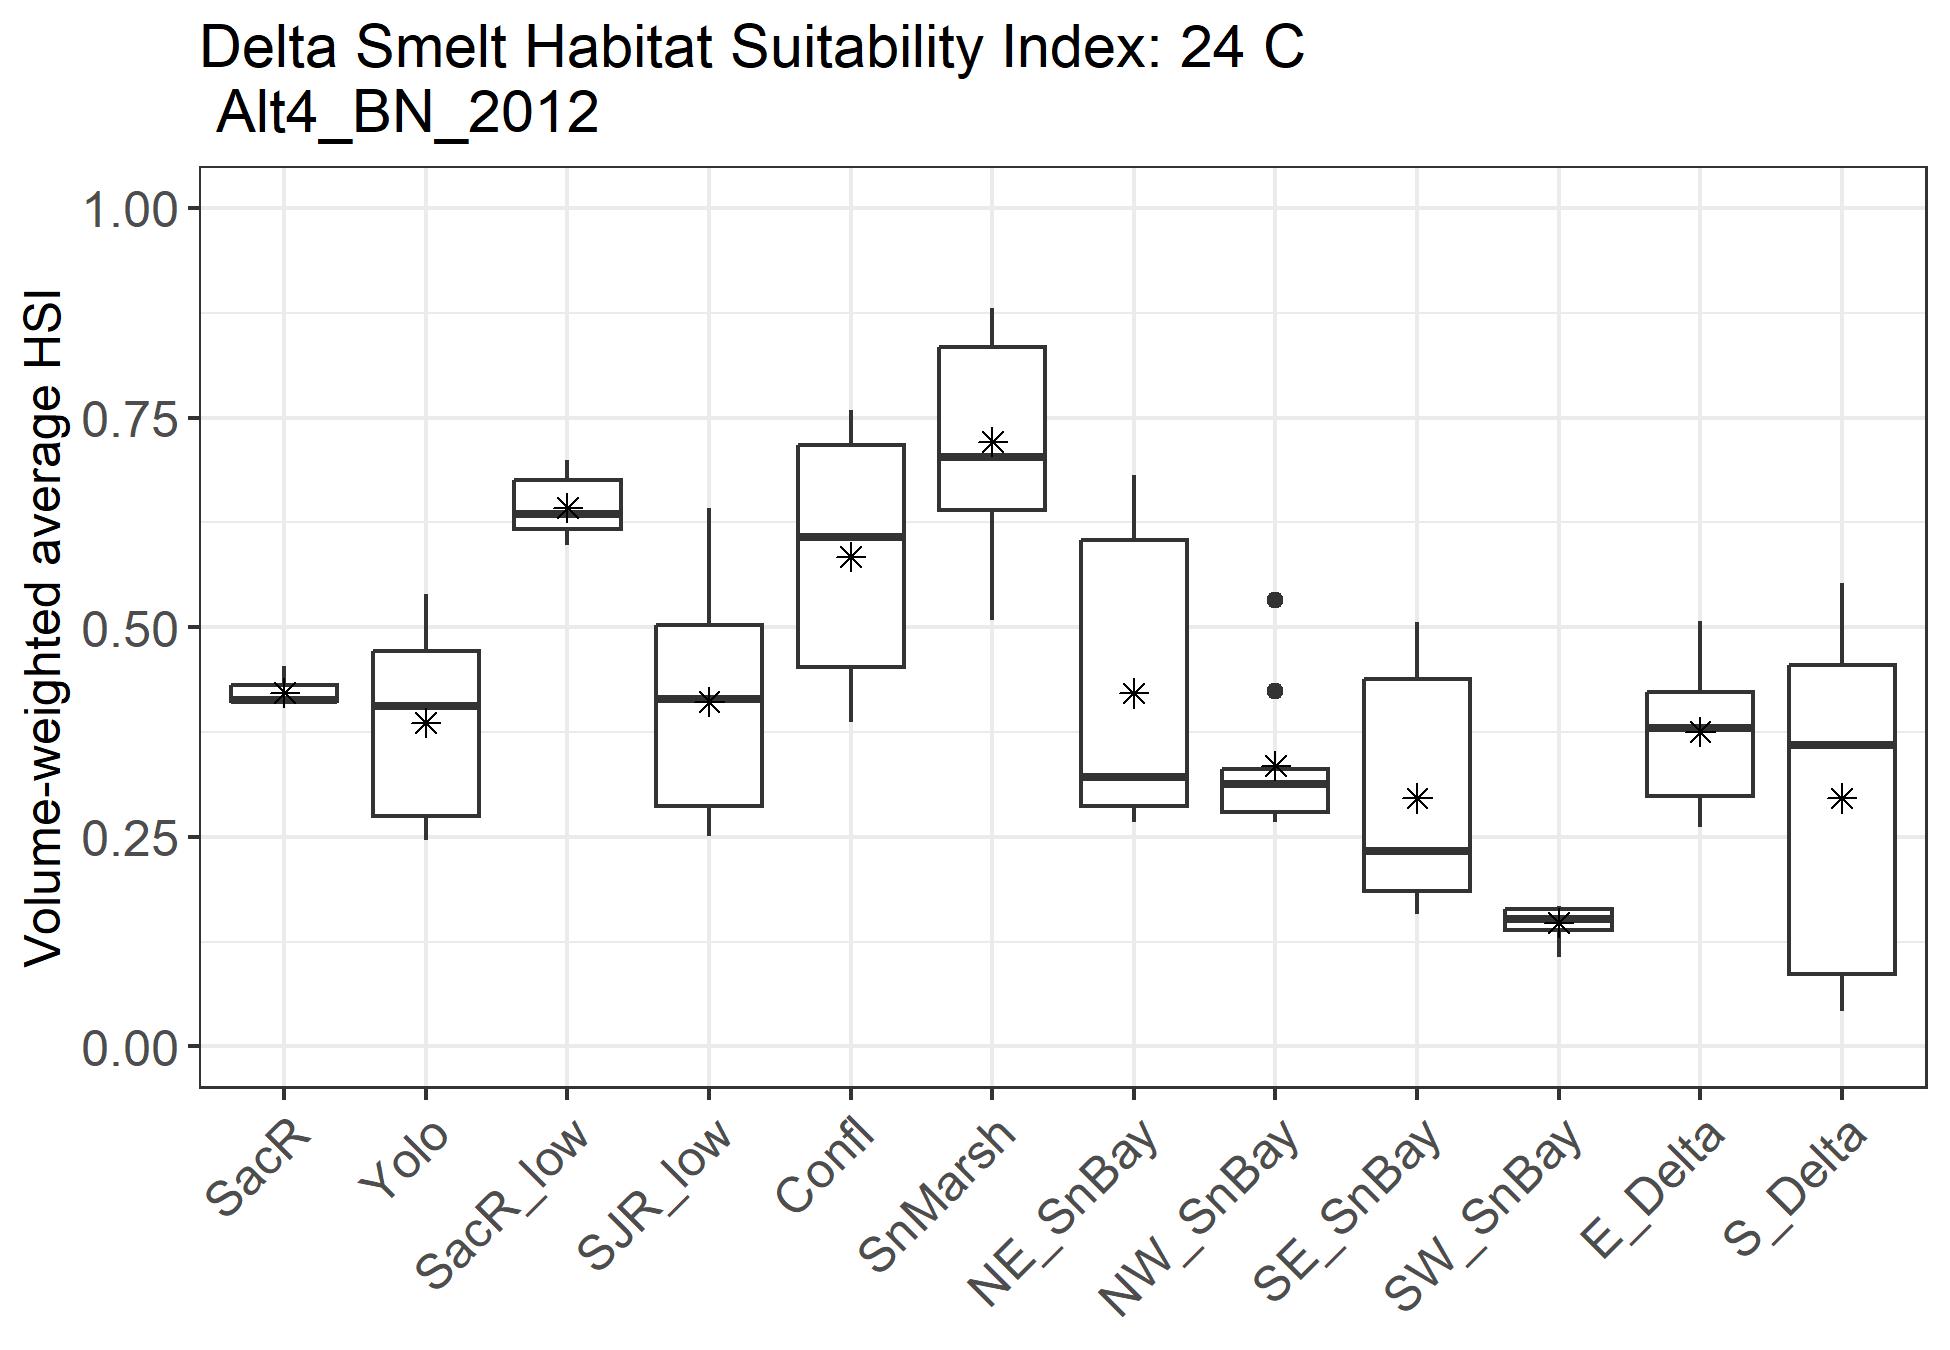 Delta Smelt Habitat Suitability Index: 24 C
Alt4_BN_2012
Volume-weighted average HSI
1.00
0.75
0.50
0.25
0.00
SacR
Yolo
SacR_low
SJR_low
Confl
SnMarsh
NE_SnBay
NW_SnBay
SE_SnBay
SW_SnBay
E_Delta
S_Delta